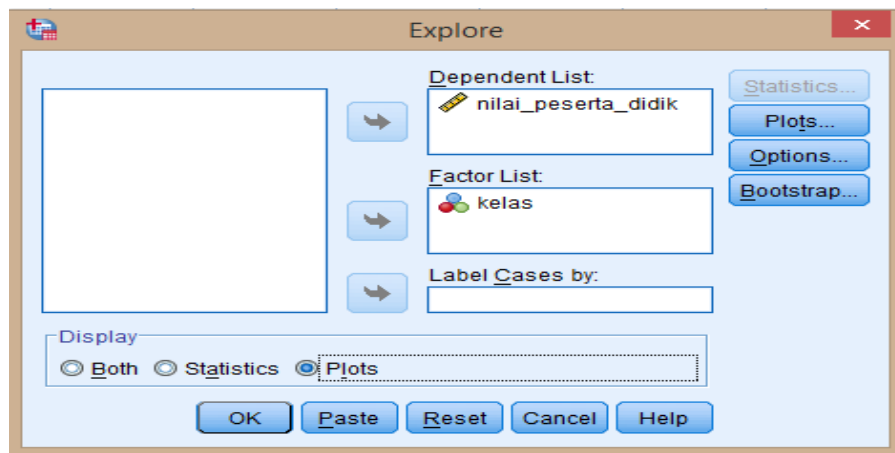 Explore
Dependent List:
nilai_peserta_didik
Statistics...
Plots...
Options...
Bootstrap...
Factor List:
kelas
Label Cases by:
Display
Both Statistics Plots
OK Paste Reset Cancel Help